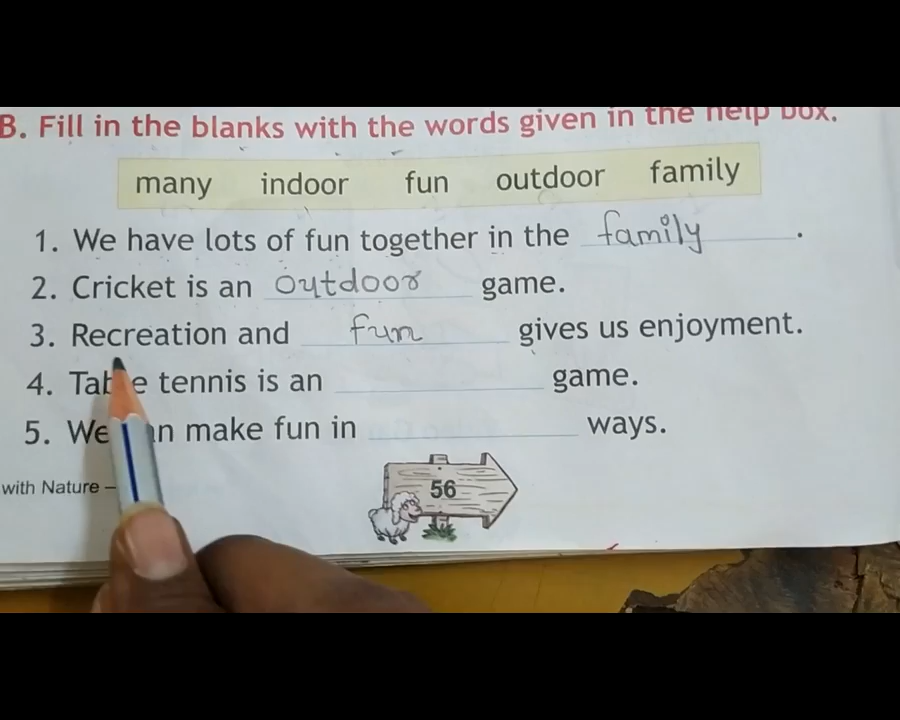 B. Fill in the blanks with the words given in the help box.
many indoor fun outdoor family
1. We have lots of fun together in the family.
2. Cricket is an outdoor game.
3. Recreation and fun gives us enjoyment.
4. Table tennis is an game.
5. We can make fun in ways.
with Nature –
56